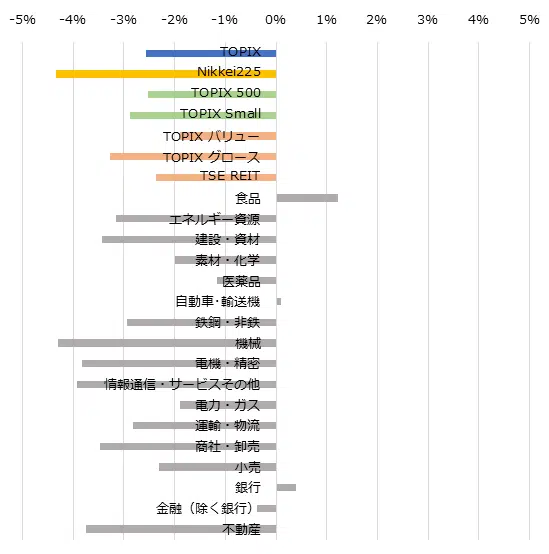 -5% -4% -3% -2% -1% 0% 1% 2% 3% 4% 5%
TOPIX
Nikkei225
TOPIX 500
TOPIX Small
TOPIX バリュー
TOPIX グロース
TSE REIT
食品
エネルギー資源
建設・資材
素材・化学
医薬品
自動車・輸送機
鉄鋼・非鉄
機械
電機・精密
情報通信・サービスその他
電力・ガス
運輸・物流
商社・卸売
小売
銀行
金融（除く銀行）
不動産